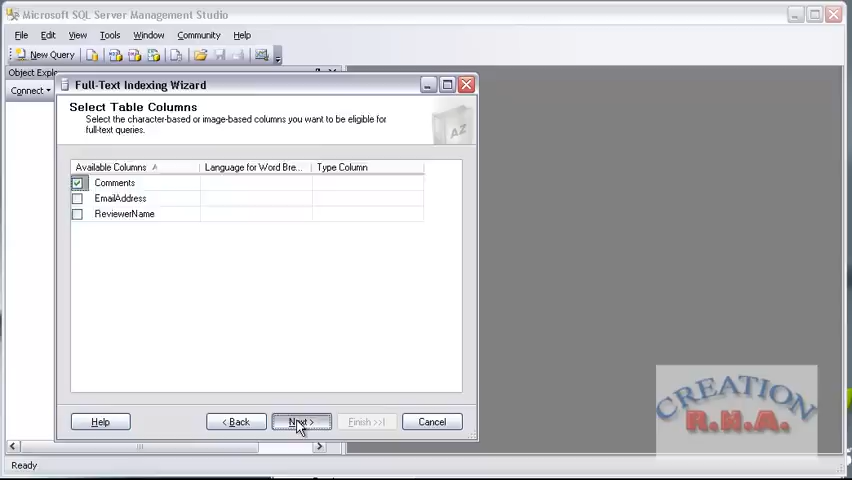 Microsoft SQL Server Management Studio
File Edit View Tools Window Community Help
New Query
Object Explo
Connect
Full-Text Indexing Wizard
Select Table Columns
Select the character-based or image-based columns you want to be eligible for
full-text queries.
AZ
Available Columns Language for Word Bre... Type Column
Comments
EmailAddress
ReviewerName
Help < Back Next > Finish >>| Cancel
CREATION
R.N.A.
Ready